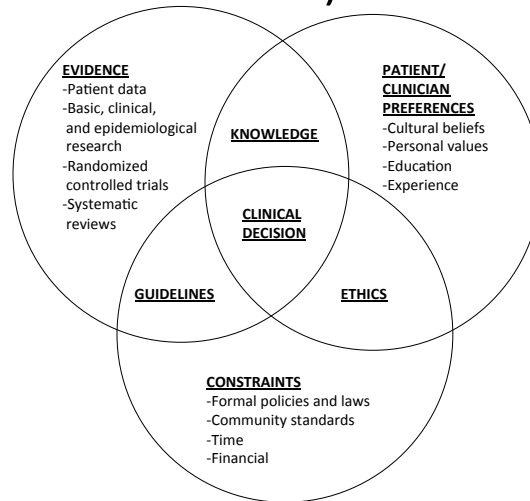 EVIDENCE
-Patient data
-Basic, clinical,
and epidemiological
research
-Randomized
controlled trials
-Systematic
reviews
PATIENT/
CLINICIAN
PREFERENCES
-Cultural beliefs
-Personal values
-Education
-Experience
KNOWLEDGE
CLINICAL
DECISION
GUIDELINES
ETHICS
CONSTRAINTS
-Formal policies and laws
-Community standards
-Time
-Financial